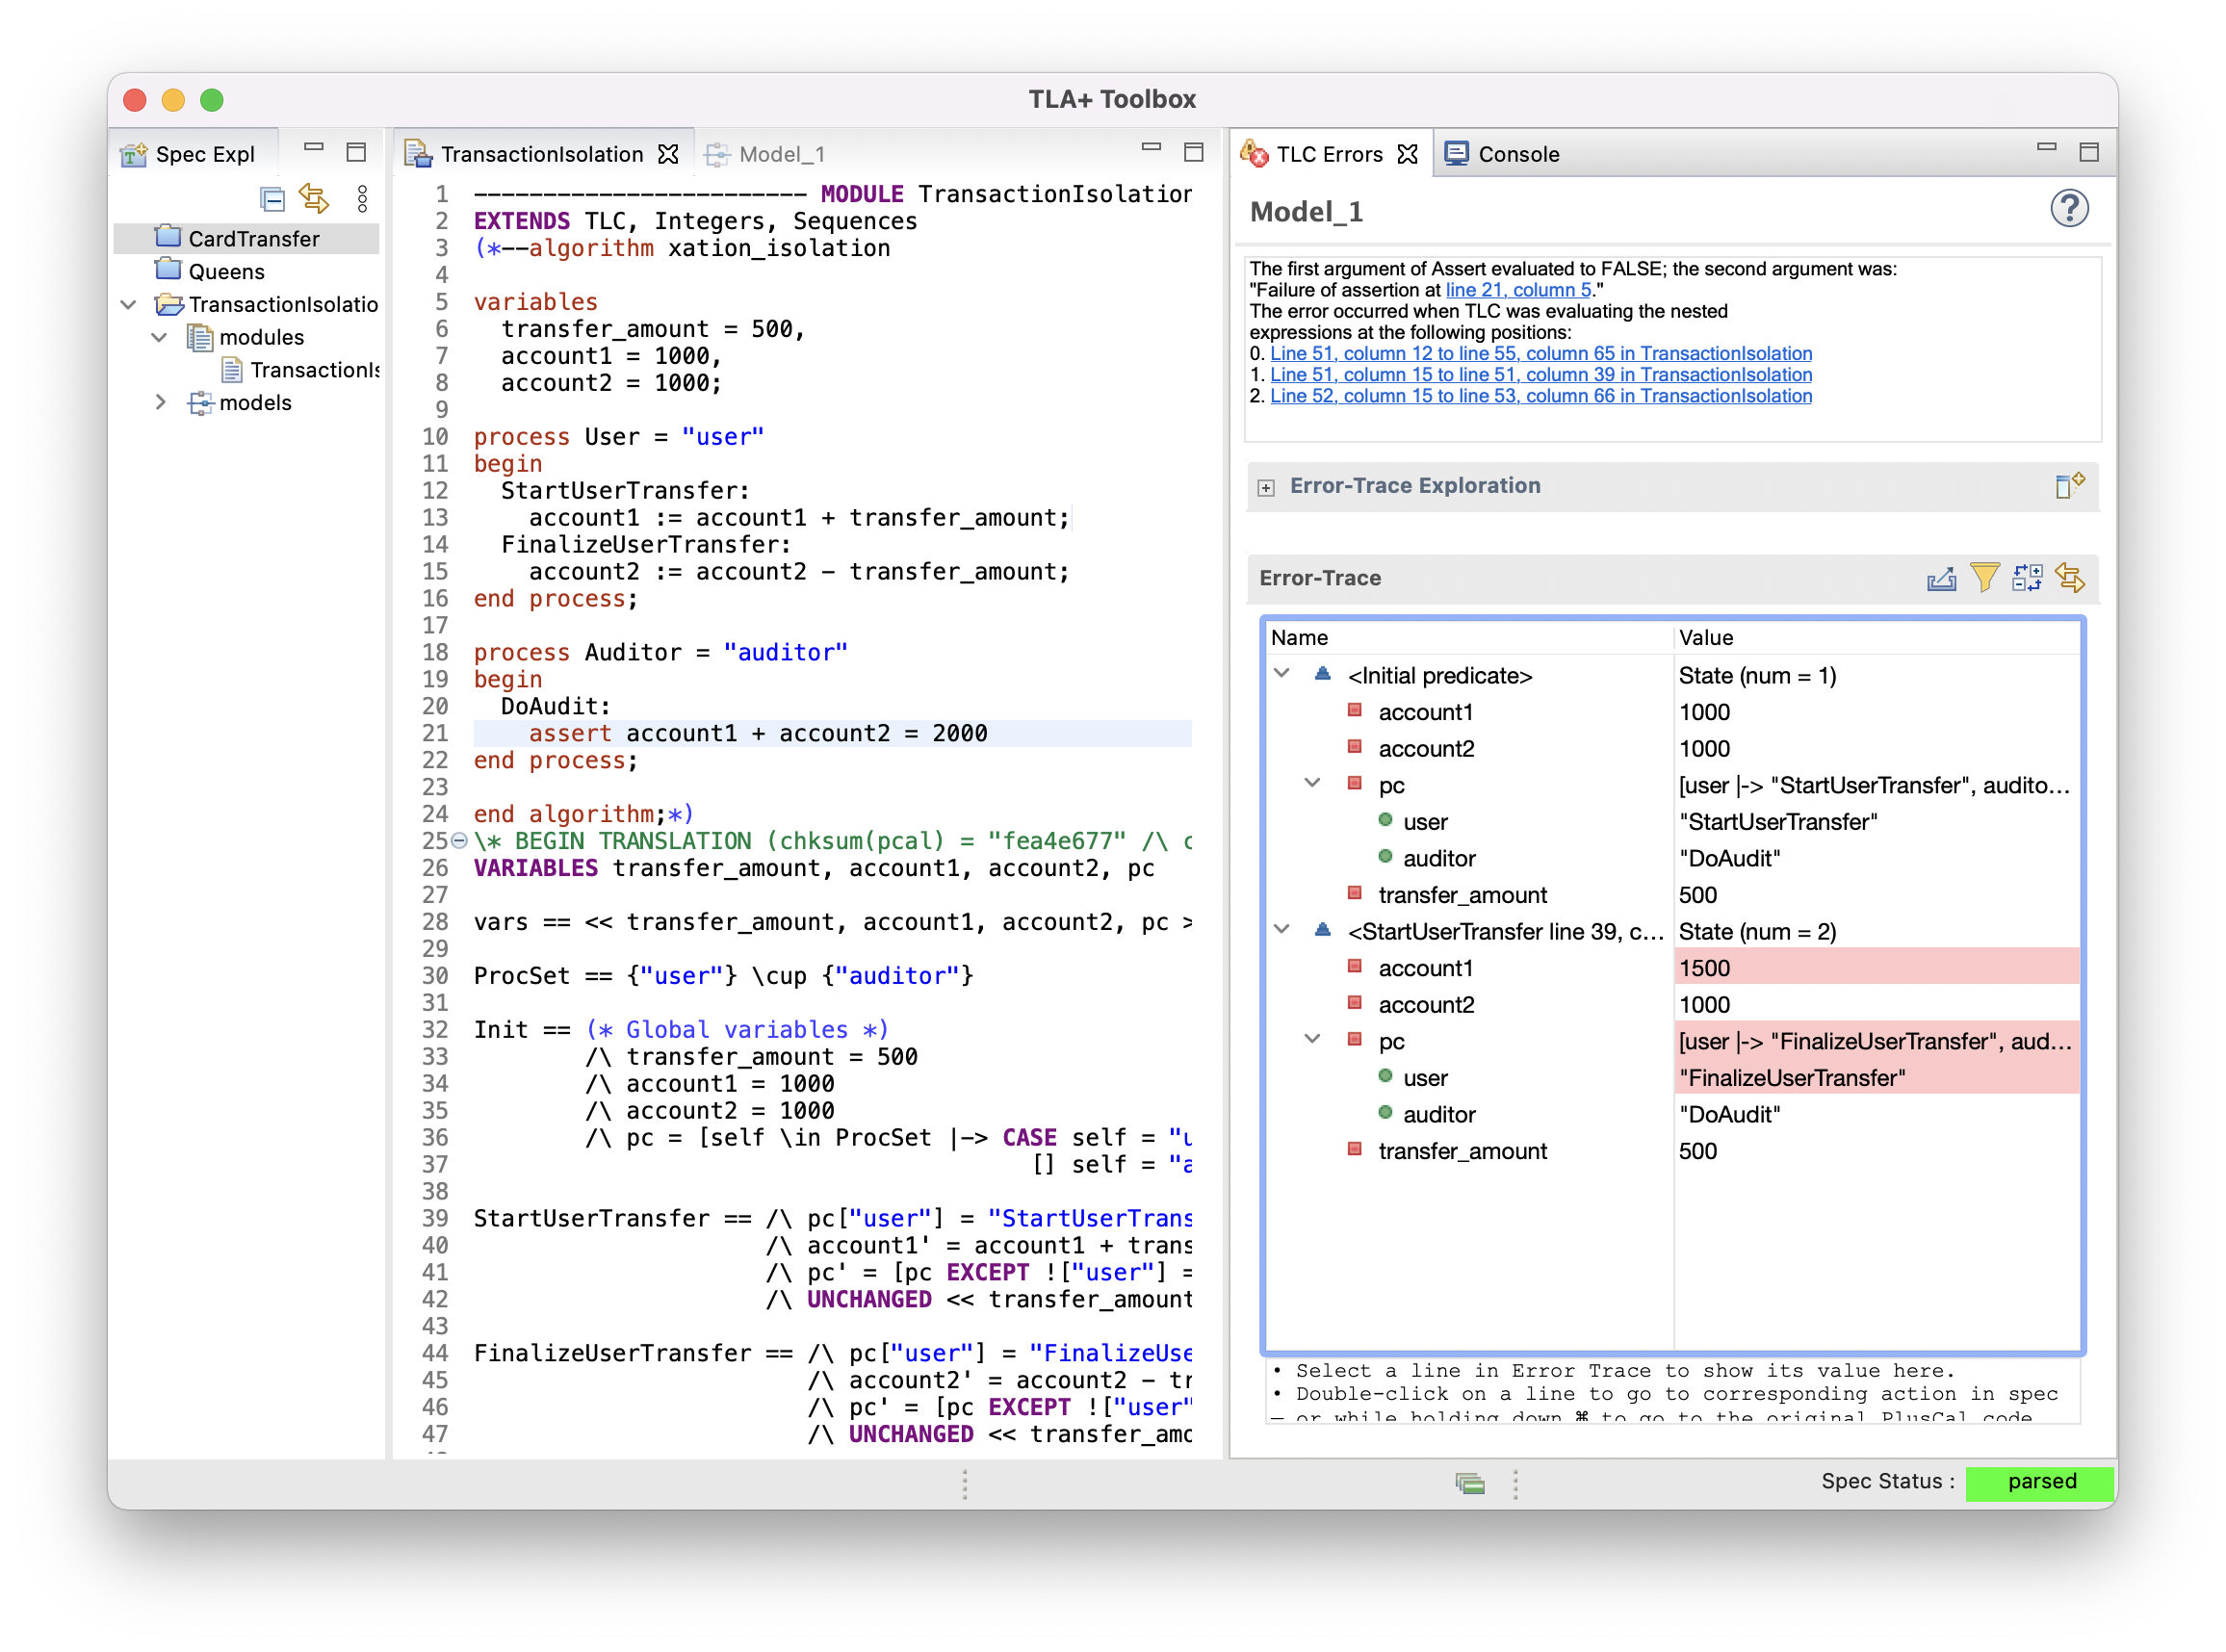 TLA+ Toolbox
Spec Expl
CardTransfer
Queens
TransactionIsolatio
modules
TransactionIs
models
TransactionIsolation
Model_1
1 ------------------------ MODULE TransactionIsolation
2 EXTENDS TLC, Integers, Sequences
3 (*--algorithm xation_isolation
4
5 variables
6 transfer_amount = 500,
7 account1 = 1000,
8 account2 = 1000;
9
10 process User = "user"
11 begin
12 StartUserTransfer:
13 account1 := account1 + transfer_amount;
14 FinalizeUserTransfer:
15 account2 := account2 - transfer_amount;
16 end process;
17
18 process Auditor = "auditor"
19 begin
20 DoAudit:
21 assert account1 + account2 = 2000
22 end process;
23
24 end algorithm;*)
25 \* BEGIN TRANSLATION (chksum(pcal) = "fea4e677" /\ c
26 VARIABLES transfer_amount, account1, account2, pc
27
28 vars == << transfer_amount, account1, account2, pc >
29
30 ProcSet == {"user"} \cup {"auditor"}
31
32 Init == (* Global variables *)
33 /\ transfer_amount = 500
34 /\ account1 = 1000
35 /\ account2 = 1000
36 /\ pc = [self \in ProcSet |-> CASE self = "u
37 [] self = "a
38
39 StartUserTransfer == /\ pc["user"] = "StartUserTrans
40 /\ account1' = account1 + trans
41 /\ pc' = [pc EXCEPT !["user"] =
42 /\ UNCHANGED << transfer_amount
43
44 FinalizeUserTransfer == /\ pc["user"] = "FinalizeUse
45 /\ account2' = account2 - tr
46 /\ pc' = [pc EXCEPT !["user"
47 /\ UNCHANGED << transfer_amo
TLC Errors
Console
Model_1
The first argument of Assert evaluated to FALSE; the second argument was:
"Failure of assertion at line 21, column 5."
The error occurred when TLC was evaluating the nested
expressions at the following positions:
0. Line 51, column 12 to line 55, column 65 in TransactionIsolation
1. Line 51, column 15 to line 51, column 39 in TransactionIsolation
2. Line 52, column 15 to line 53, column 66 in TransactionIsolation
Error-Trace Exploration
Error-Trace
Name Value
<Initial predicate> State (num = 1)
account1 1000
account2 1000
pc [user |-> "StartUserTransfer", audito...
user "StartUserTransfer"
auditor "DoAudit"
transfer_amount 500
<StartUserTransfer line 39, c... State (num = 2)
account1 1500
account2 1000
pc [user |-> "FinalizeUserTransfer", aud...
user "FinalizeUserTransfer"
auditor "DoAudit"
transfer_amount 500
• Select a line in Error Trace to show its value here.
• Double-click on a line to go to corresponding action in spec
— or while holding down ⌘ to go to the original PlusCal code
Spec Status : parsed